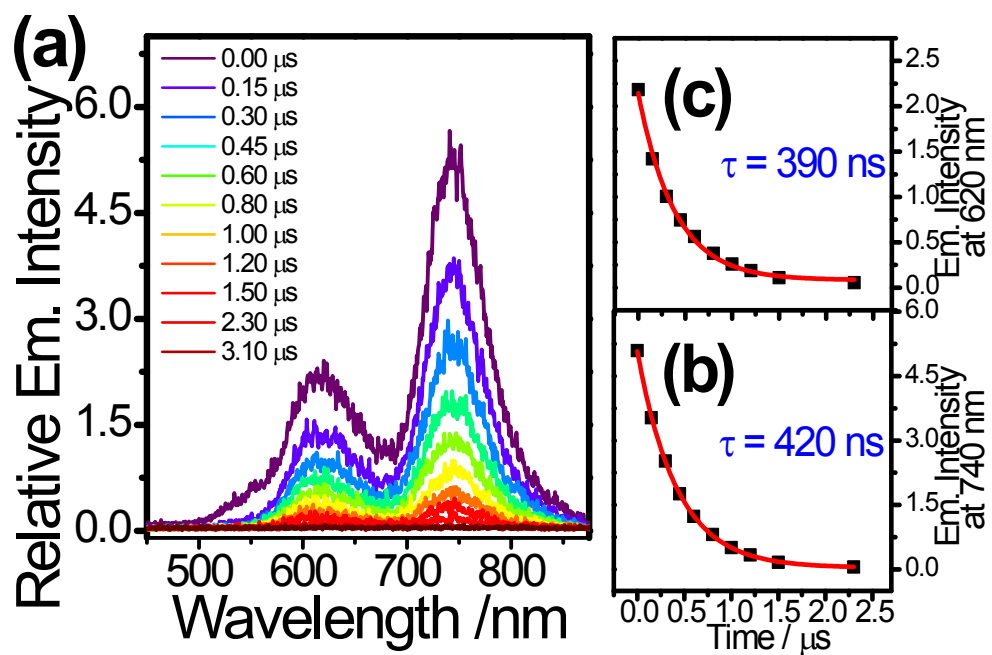 (a)
Relative Em. Intensity
6.0
4.5
3.0
1.5
0.0
0.00 μs
0.15 μs
0.30 μs
0.45 μs
0.60 μs
0.80 μs
1.00 μs
1.20 μs
1.50 μs
2.30 μs
3.10 μs
500 600 700 800
Wavelength /nm
(c)
τ = 390 ns
2.5
2.0
1.5
1.0
0.5
0.0
Em. Intensity
at 620 nm
(b)
τ = 420 ns
6.0
4.5
3.0
1.5
0.0
Em. Intensity
at 740 nm
0.0 0.5 1.0 1.5 2.0 2.5
Time / μs